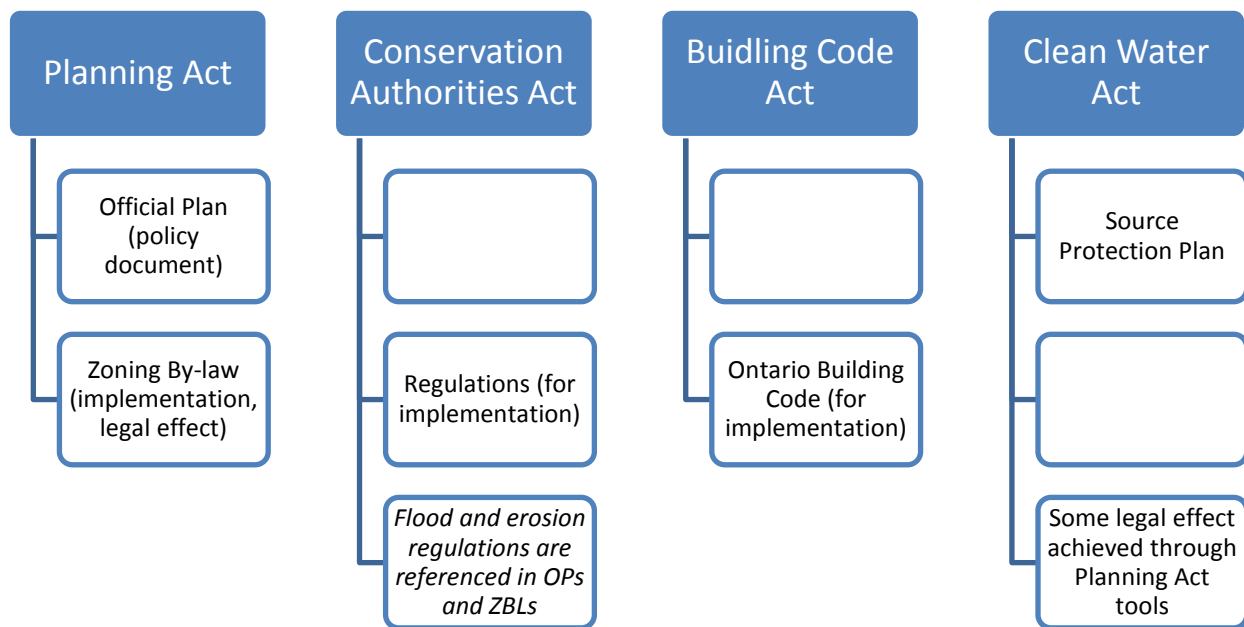 Planning Act
Official Plan
(policy
document)
Zoning By-law
(implementation,
legal effect)
Conservation
Authorities Act
Regulations (for
implementation)
Flood and erosion
regulations are
referenced in OPs
and ZBLs
Buidling Code
Act
Ontario Building
Code (for
implementation)
Clean Water
Act
Source
Protection Plan
Some legal effect
achieved through
Planning Act
tools